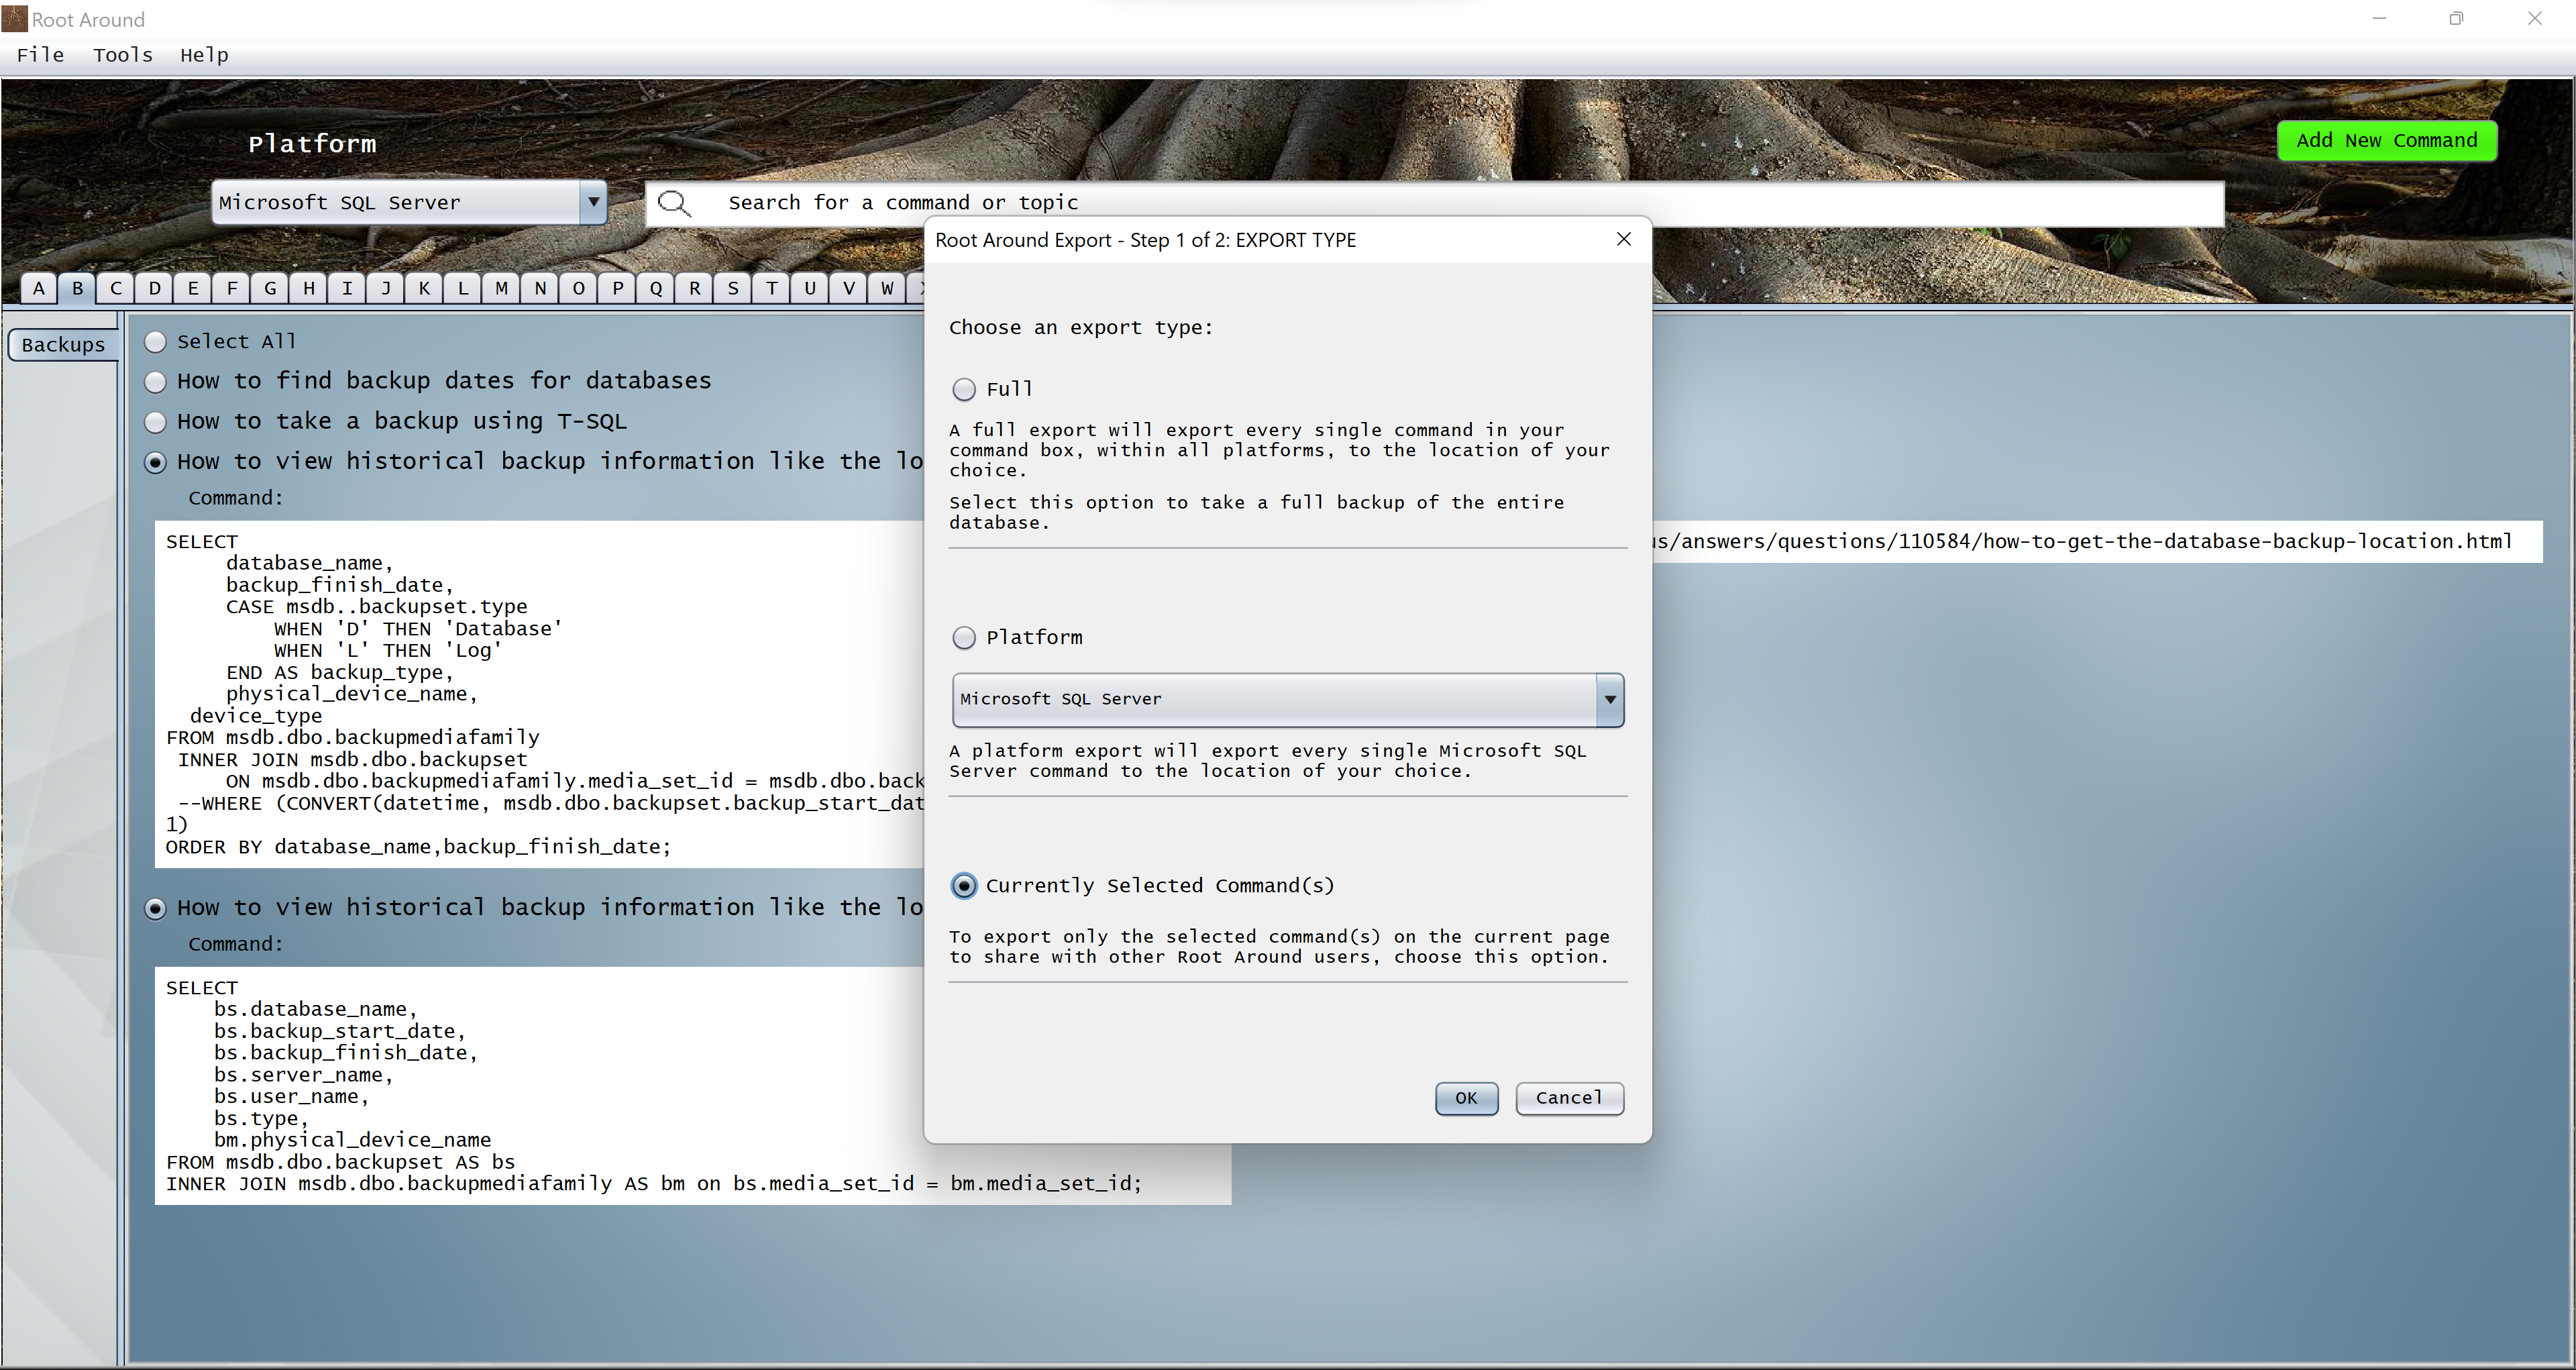 Root Around
File Tools Help
Platform
Add New Command
Microsoft SQL Server
Search for a command or topic
A B C D E F G H I J K L M N O P Q R S T U V W
Backups
Select All
How to find backup dates for databases
How to take a backup using T-SQL
How to view historical backup information like the lo
Command:
SELECT
database_name,
backup_finish_date,
CASE msdb..backupset.type
WHEN 'D' THEN 'Database'
WHEN 'L' THEN 'Log'
END AS backup_type,
physical_device_name,
device_type
FROM msdb.dbo.backupmediafamily
INNER JOIN msdb.dbo.backupset
ON msdb.dbo.backupmediafamily.media_set_id = msdb.dbo.back
--WHERE (CONVERT(datetime, msdb.dbo.backupset.backup_start_dat
1)
ORDER BY database_name,backup_finish_date;
us/answers/questions/110584/how-to-get-the-database-backup-location.html
How to view historical backup information like the lo
Command:
SELECT
bs.database_name,
bs.backup_start_date,
bs.backup_finish_date,
bs.server_name,
bs.user_name,
bs.type,
bm.physical_device_name
FROM msdb.dbo.backupset AS bs
INNER JOIN msdb.dbo.backupmediafamily AS bm on bs.media_set_id = bm.media_set_id;
Root Around Export - Step 1 of 2: EXPORT TYPE
Choose an export type:
Full
A full export will export every single command in your
command box, within all platforms, to the location of your
choice.
Select this option to take a full backup of the entire
database.
Platform
Microsoft SQL Server
A platform export will export every single Microsoft SQL
Server command to the location of your choice.
Currently Selected Command(s)
To export only the selected command(s) on the current page
to share with other Root Around users, choose this option.
OK Cancel